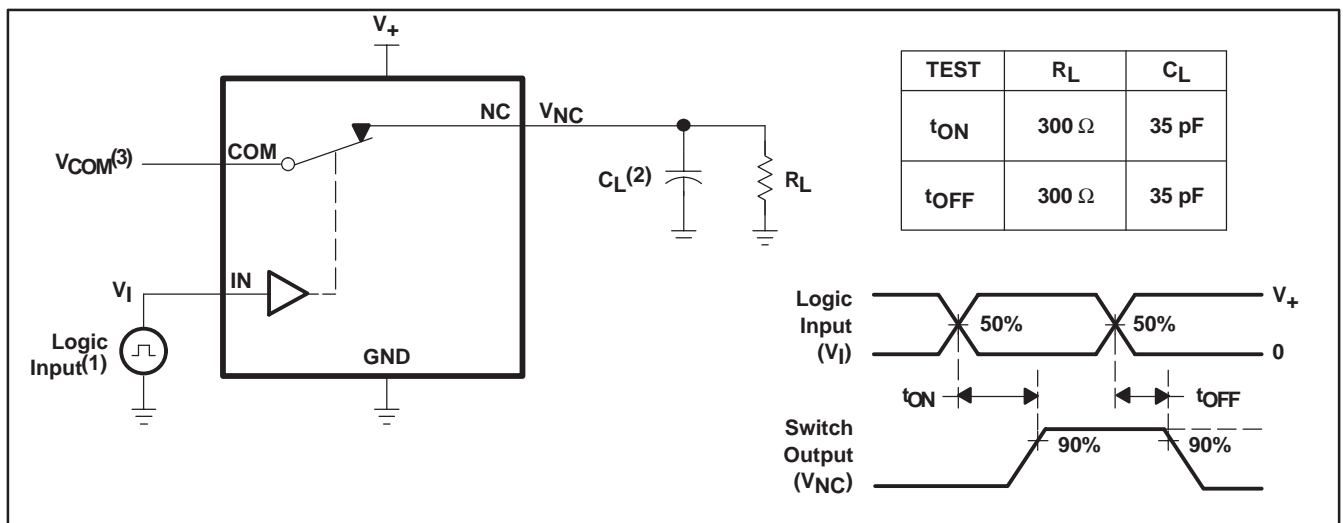 V+
NC
VNC
COM
VCOM(3)
CL(2)
RL
IN
VI
Logic
Input(1)
GND
TEST RL CL
tON 300 Ω 35 pF
tOFF 300 Ω 35 pF
Logic
Input
(VI)
50%
50%
V+
0
tON
tOFF
Switch
Output
(VNC)
90%
90%